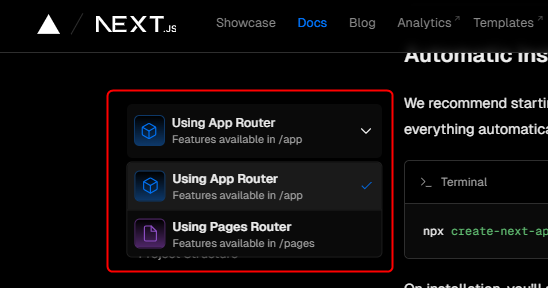 NEXT.JS
Showcase Docs Blog Analytics Templates
Automatic Ins
We recommend startin
everything automatica
Using App Router
Features available in /app
Using App Router
Features available in /app
Using Pages Router
Features available in /pages
Project Structure
>_ Terminal
npx create-next-ap
On installation, you'll